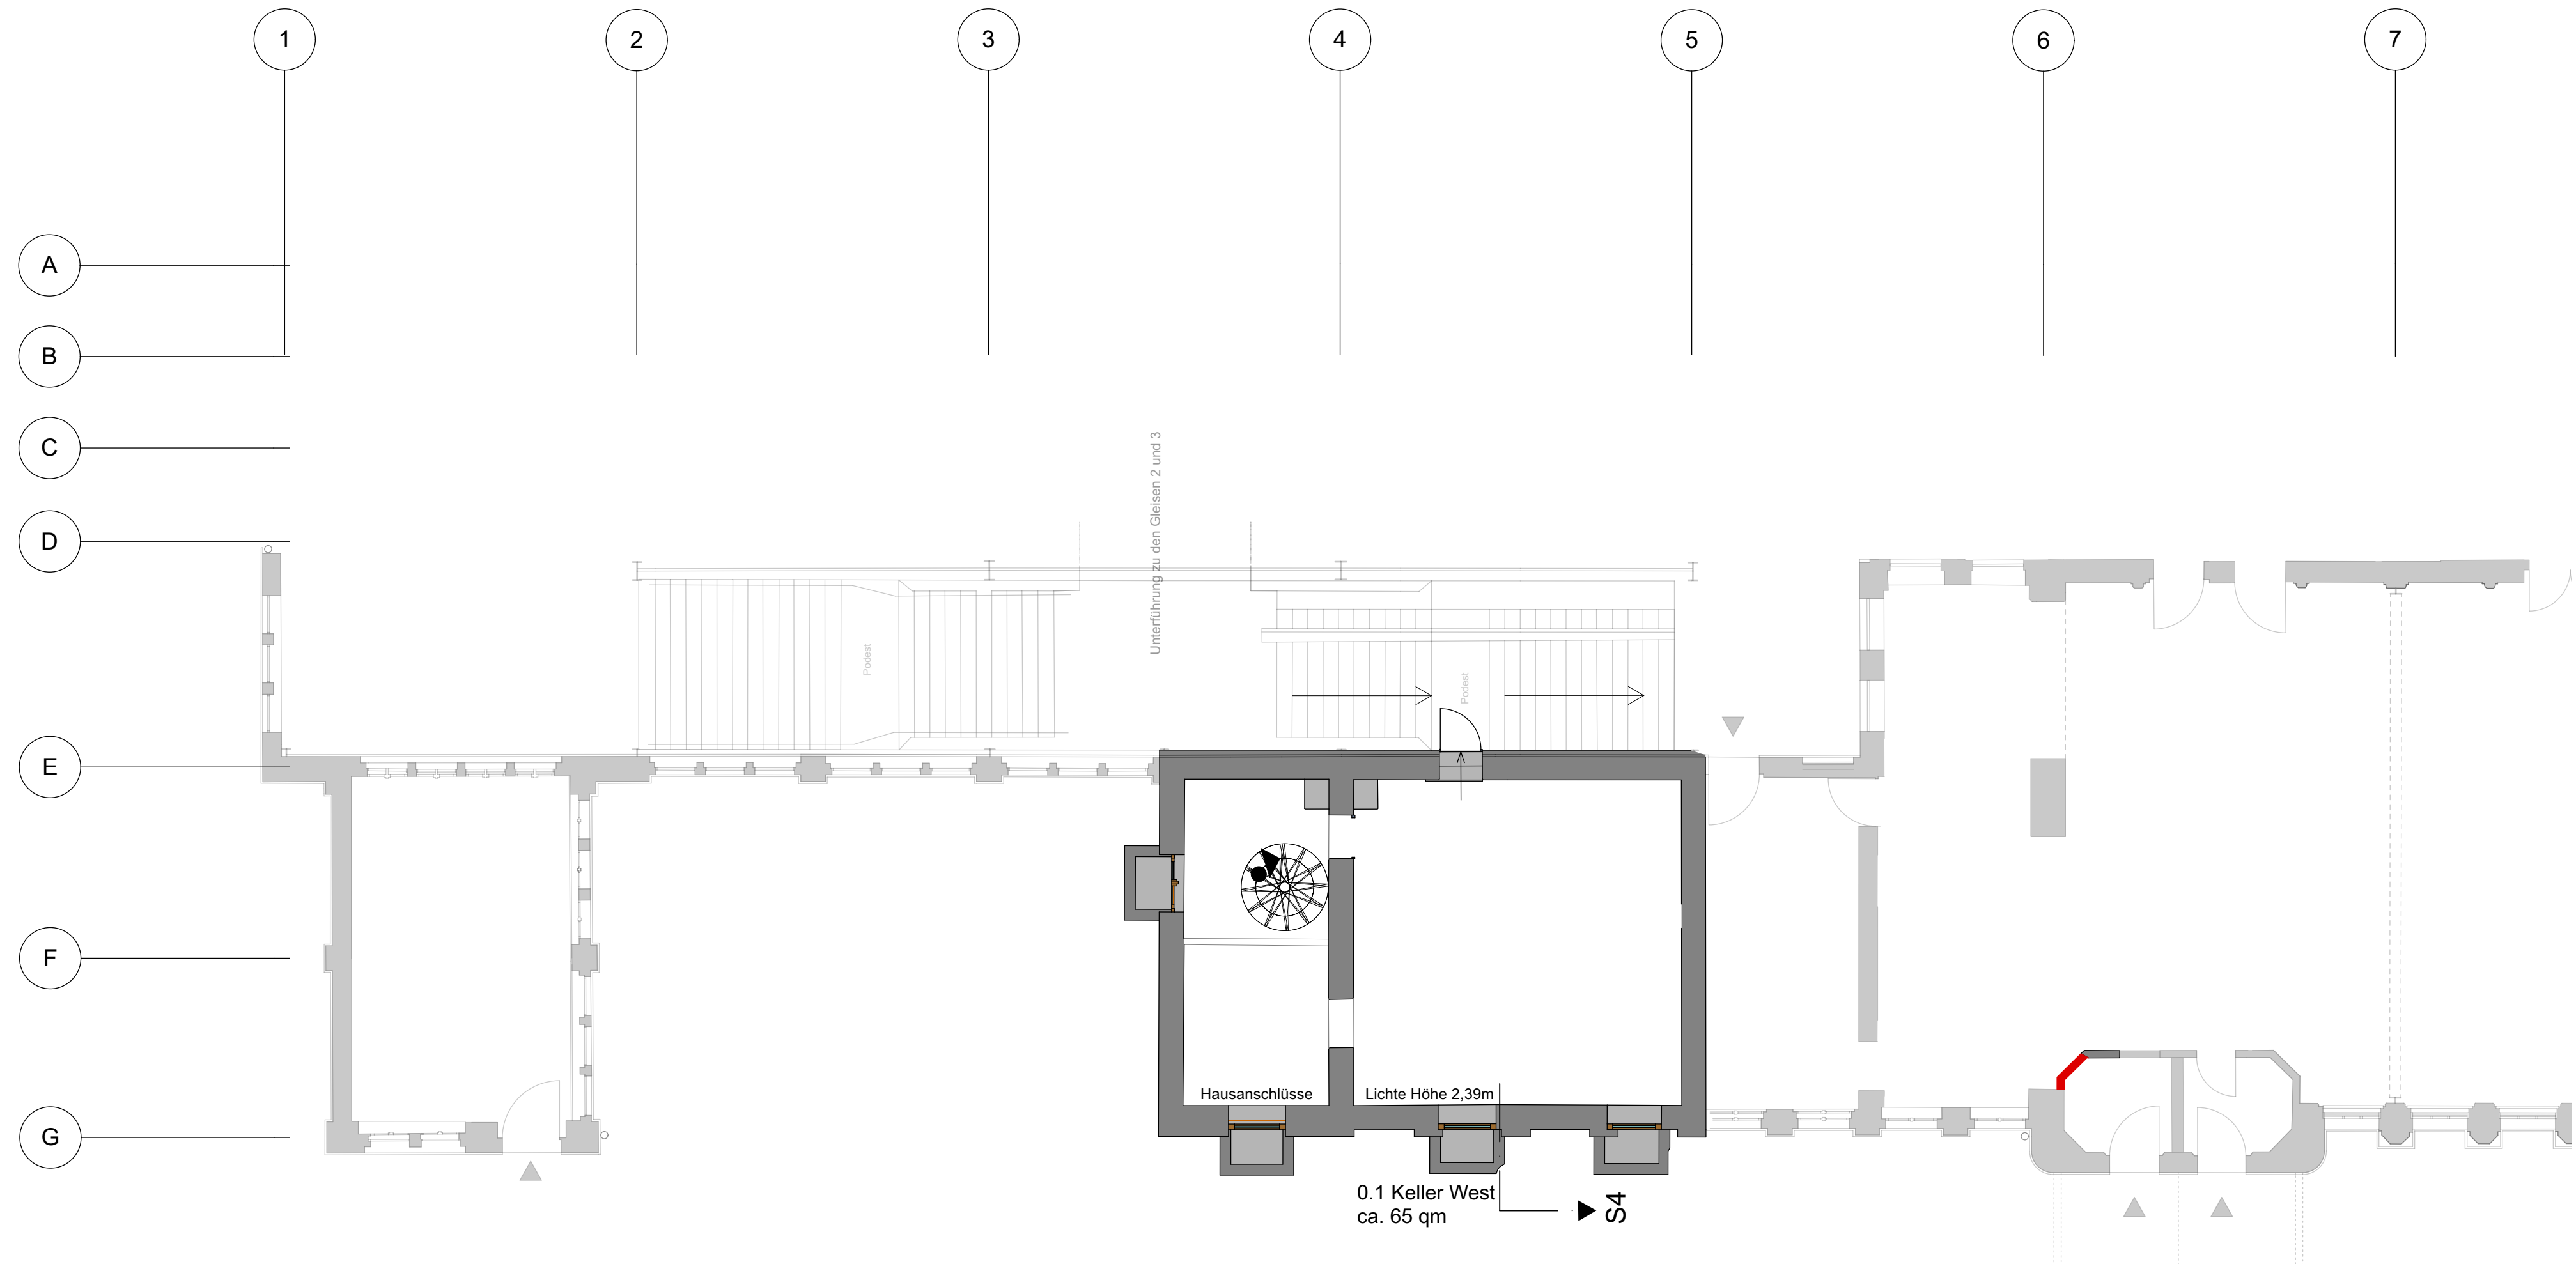 1
2
3
4
5
6
7
A
B
C
D
E
F
G
Unterführung zu den Gleisen 2 und 3
Podest
Podest
Hausanschlüsse
Lichte Höhe 2,39m
0.1 Keller West
ca. 65 qm
S4